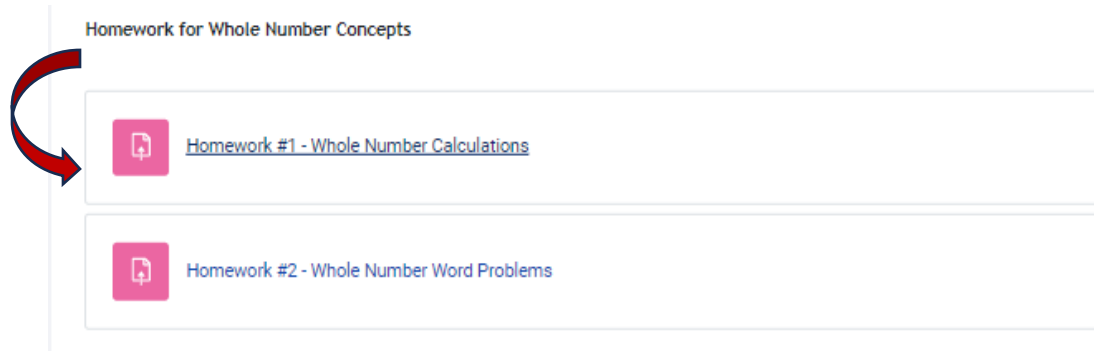 Homework for Whole Number Concepts
Homework #1 - Whole Number Calculations
Homework #2 - Whole Number Word Problems